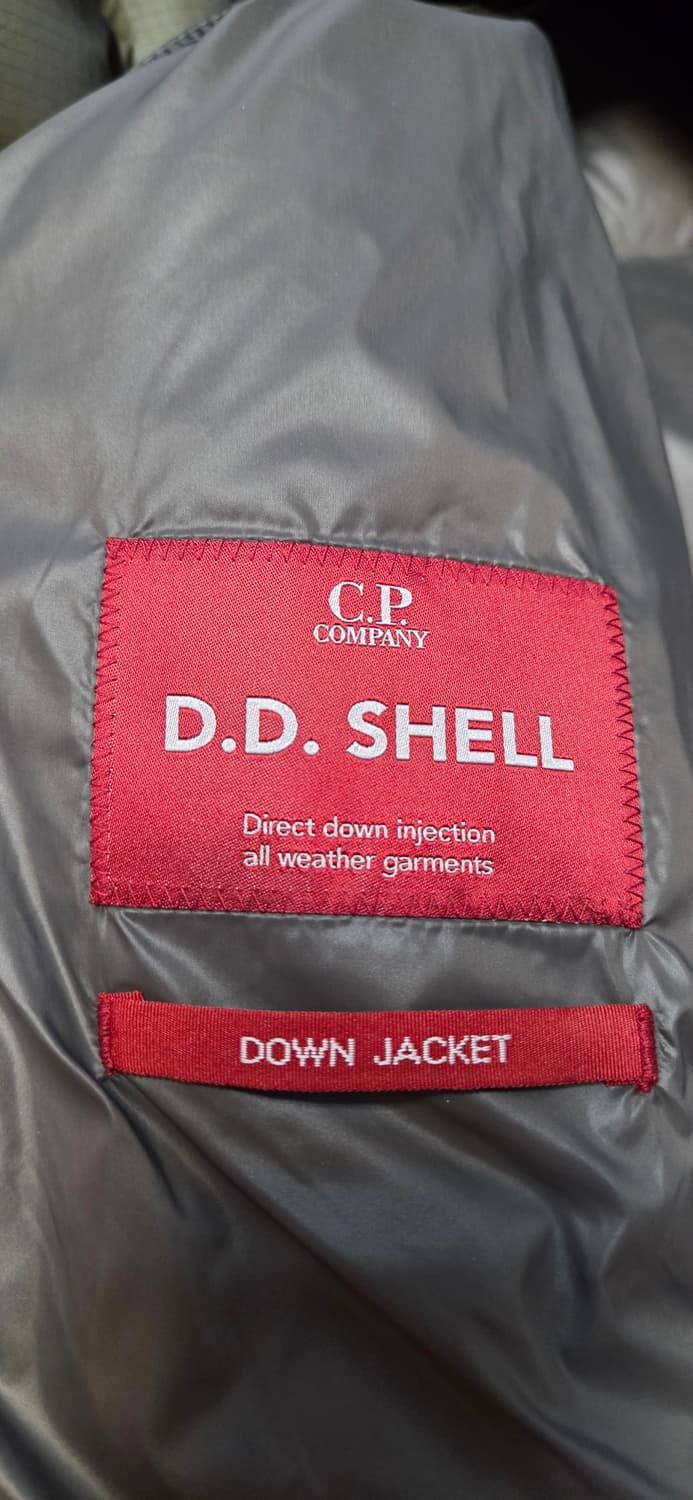 C.P.
COMPANY
D.D. SHELL
Direct down injection
all weather garments
DOWN JACKET